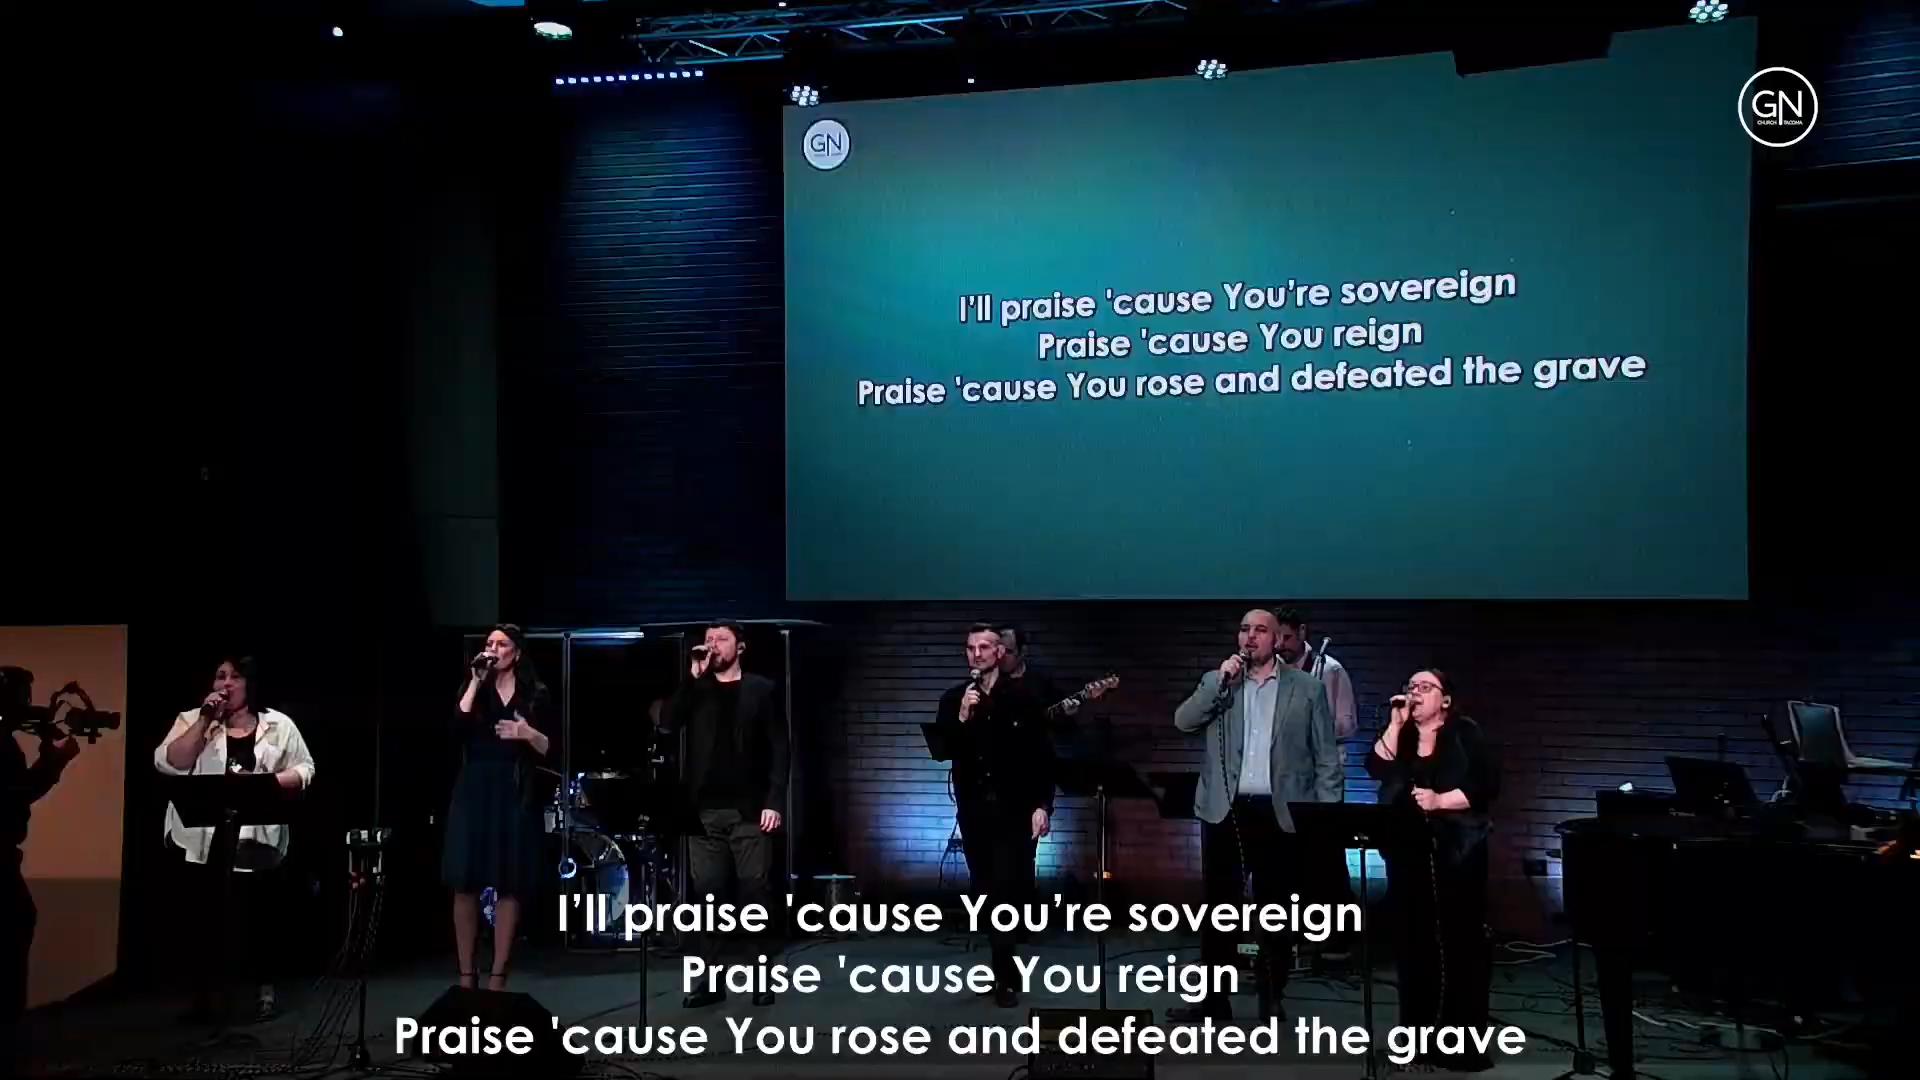 GN
CHURCH TACOMA
GN
I’ll praise 'cause You’re sovereign
Praise 'cause You reign
Praise 'cause You rose and defeated the grave
I’ll praise 'cause You’re sovereign
Praise 'cause You reign
Praise 'cause You rose and defeated the grave